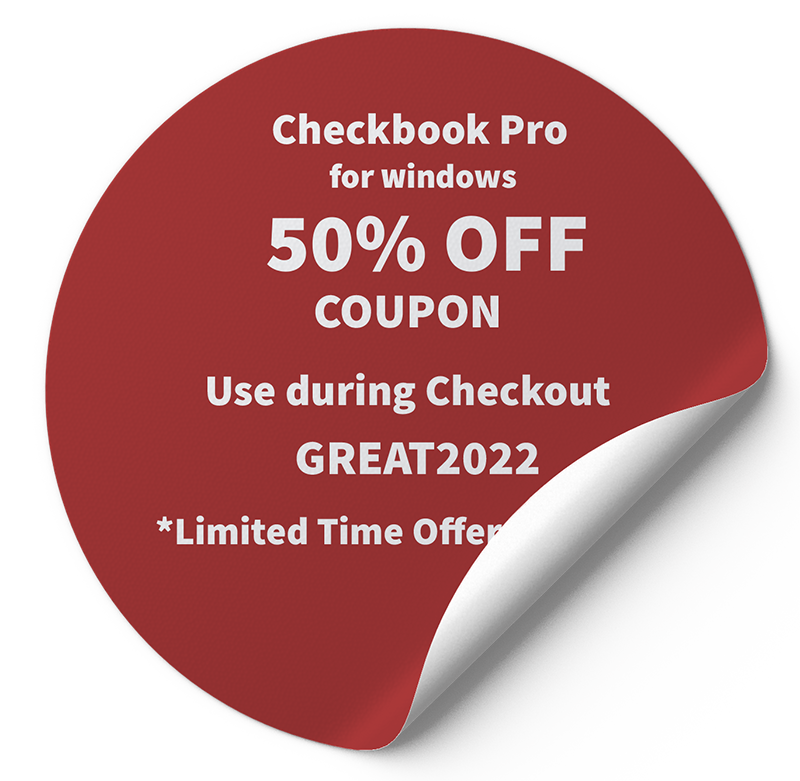 Checkbook Pro
for windows
50% OFF
COUPON
Use during Checkout
GREAT2022
*Limited Time Offer